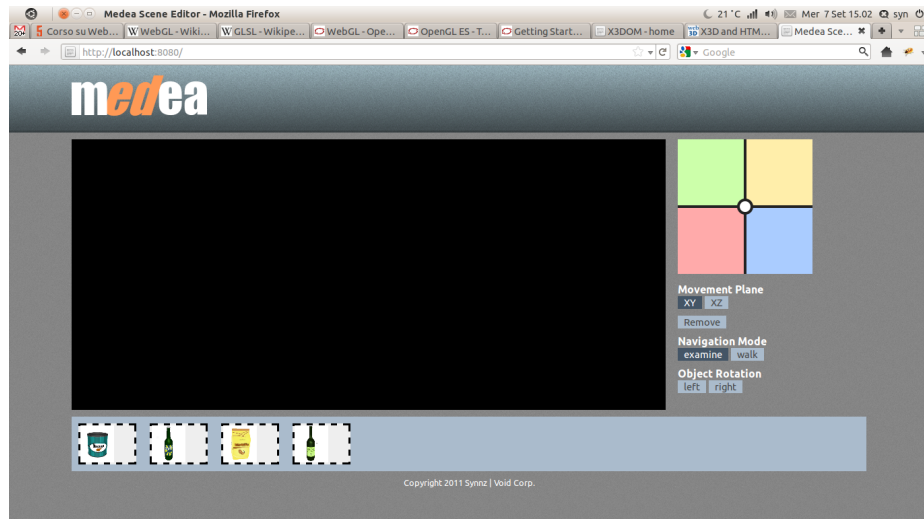 Medea Scene Editor - Mozilla Firefox
21 °C
Mer 7 Set 15.02
syn
20+
Corso su Web...
WebGL - Wiki...
GLSL - Wikipe...
WebGL - Ope...
OpenGL ES - T...
Getting Start...
X3DOM - home
X3D and HTM...
Medea Sce...
http://localhost:8080/
Google
medea
Movement Plane
XY XZ
Remove
Navigation Mode
examine walk
Object Rotation
left right
Copyright 2011 Synnz | Void Corp.